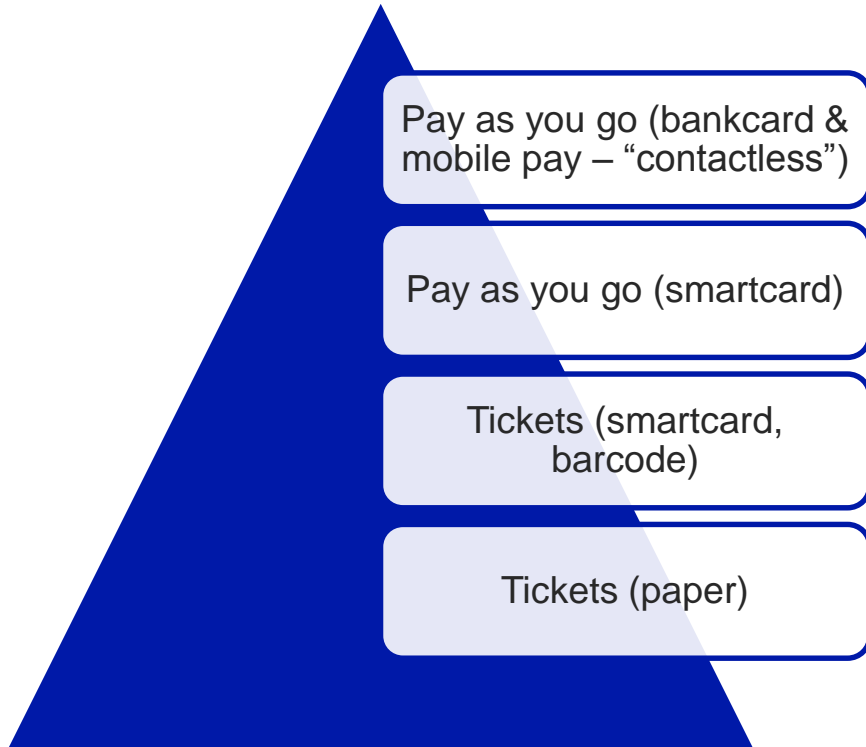 Pay as you go (bankcard &
mobile pay – “contactless”)
Pay as you go (smartcard)
Tickets (smartcard,
barcode)
Tickets (paper)